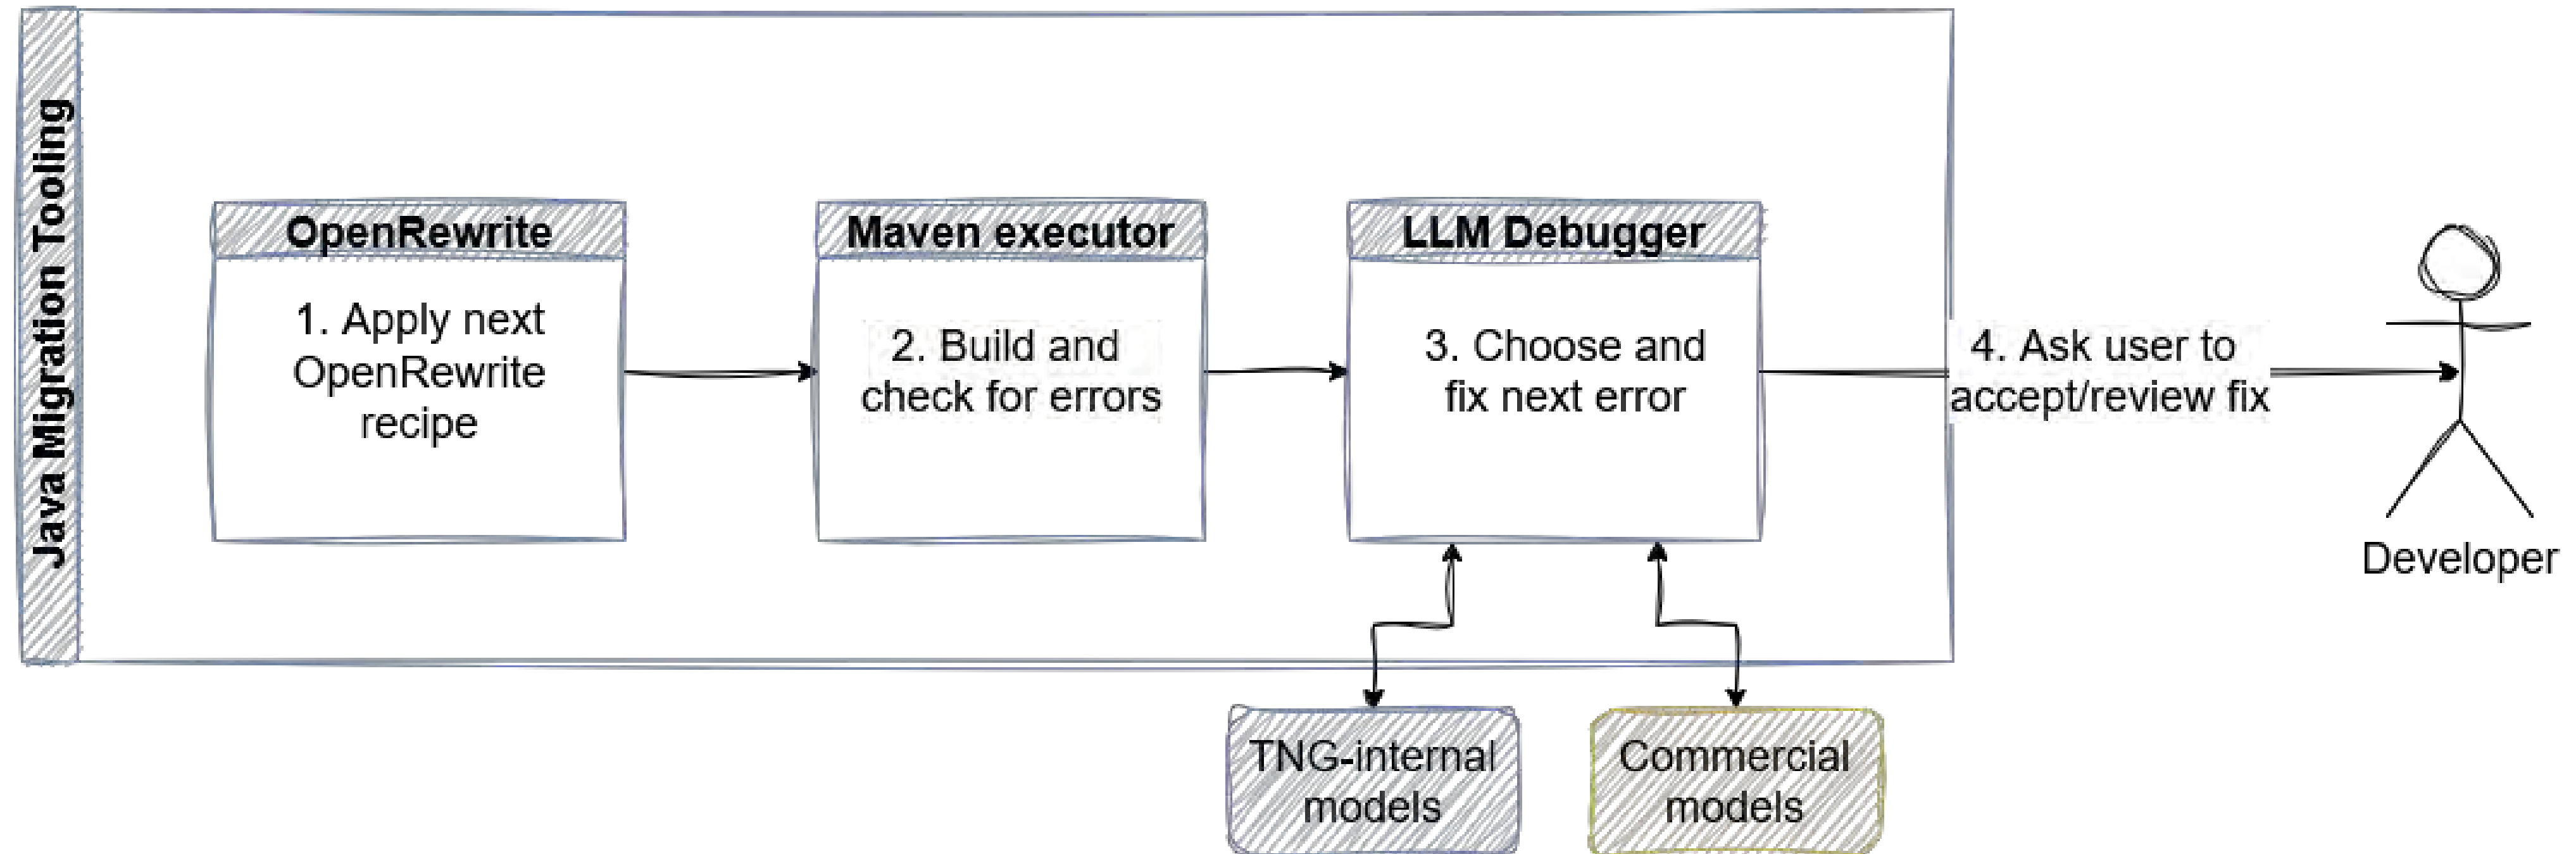 Java Migration Tooling
OpenRewrite
1. Apply next
OpenRewrite
recipe
Maven executor
2. Build and
check for errors
LLM Debugger
3. Choose and
fix next error
4. Ask user to
accept/review fix
Developer
TNG-internal
models
Commercial
models